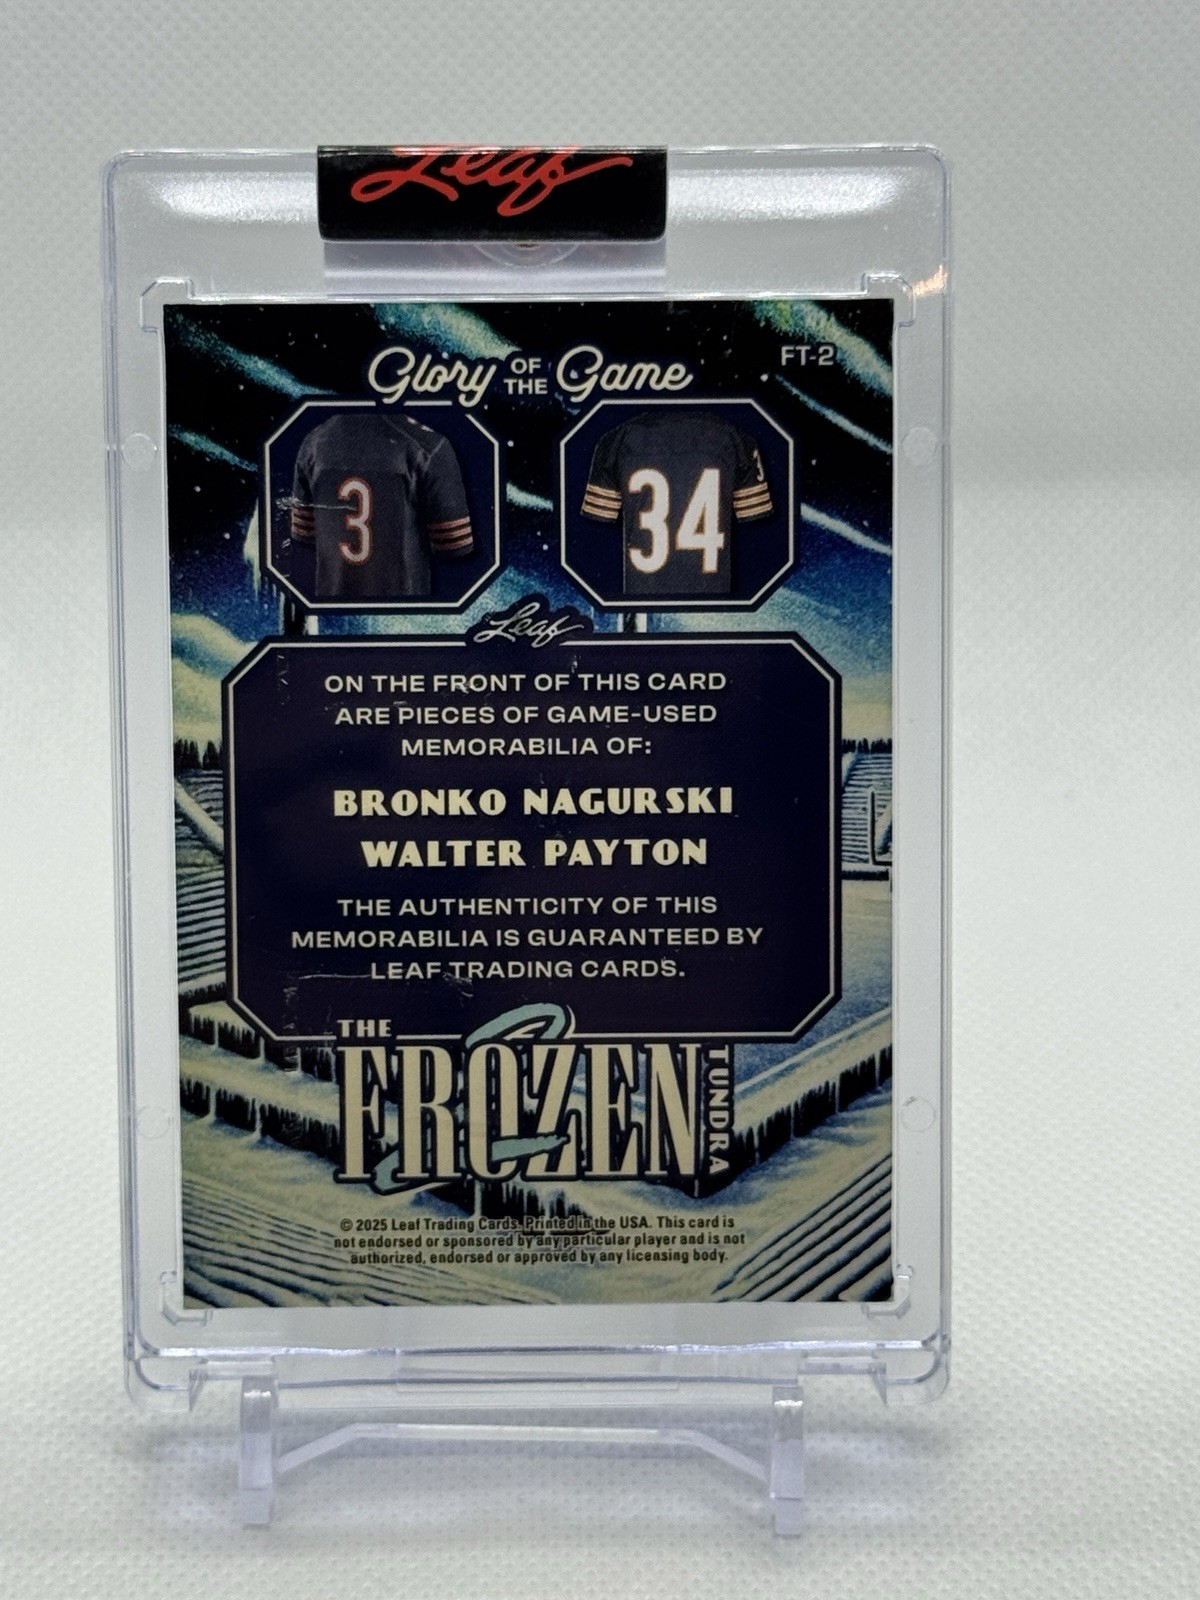 Leaf
Glory OF THE Game
FT-2
3
34
3
Leaf
ON THE FRONT OF THIS CARD
ARE PIECES OF GAME-USED
MEMORABILIA OF:
BRONKO NAGURSKI
WALTER PAYTON
THE AUTHENTICITY OF THIS
MEMORABILIA IS GUARANTEED BY
LEAF TRADING CARDS.
THE
FROZEN
TUNDRA
© 2025 Leaf Trading Cards. Printed in the USA. This card is
not endorsed or sponsored by any particular player and is not
authorized, endorsed or approved by any licensing body.